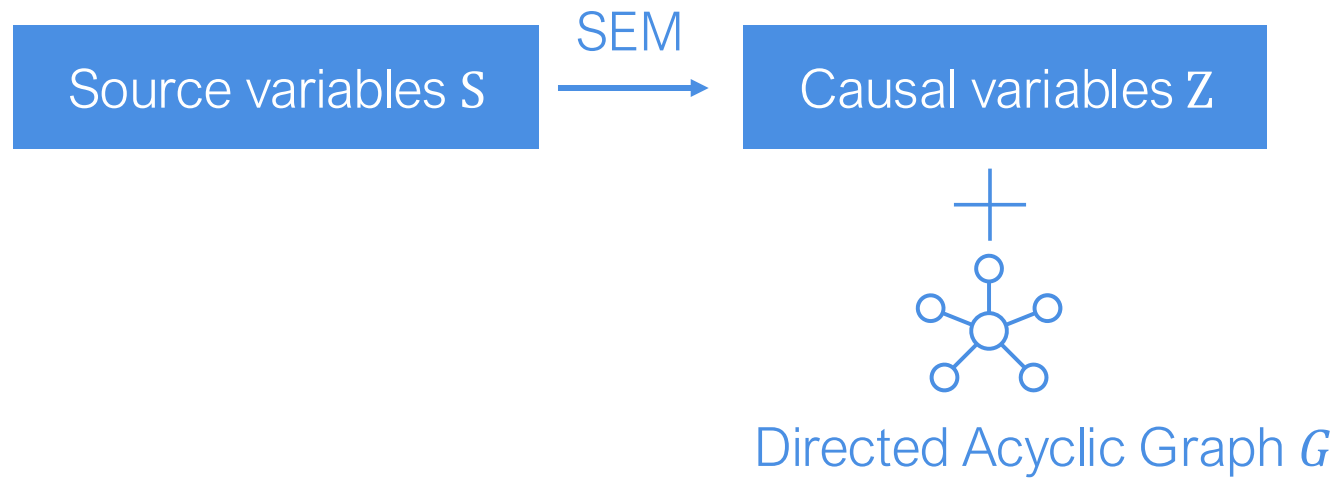 SEM
Source variables S
Causal variables Z
Directed Acyclic Graph G